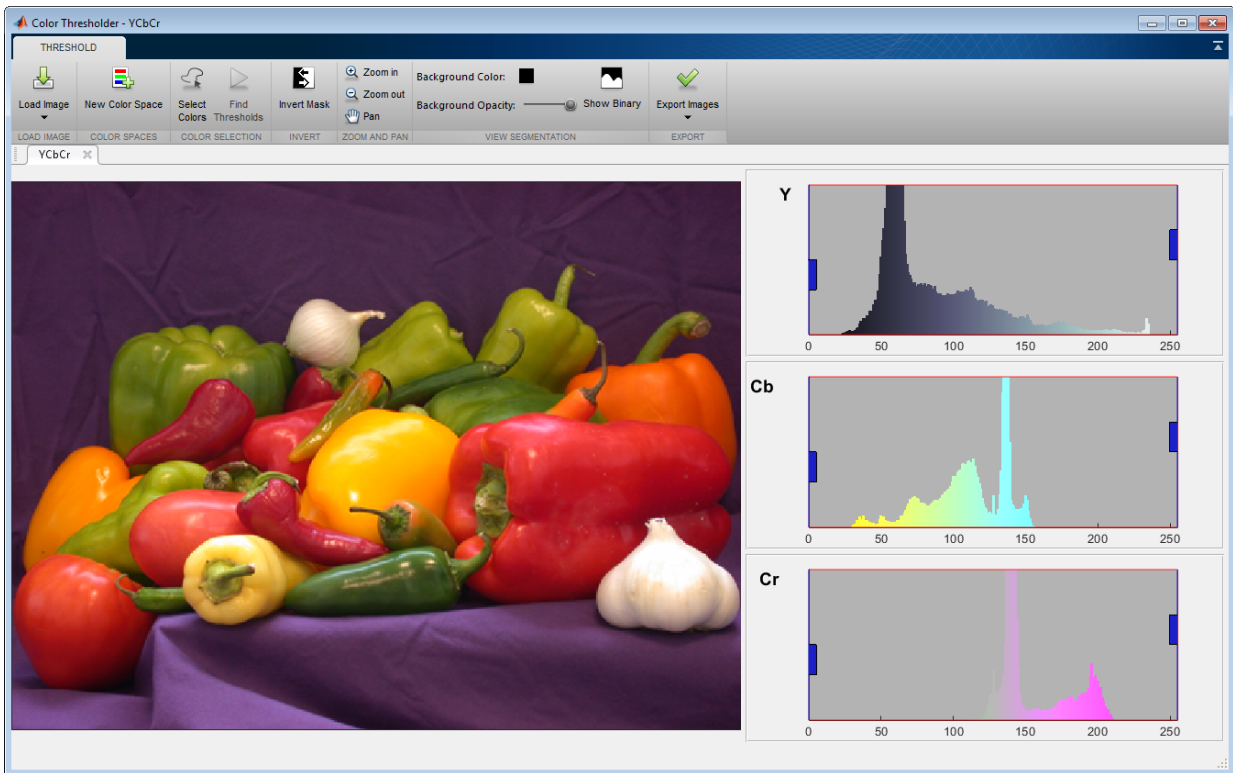 Color Thresholder - YCbCr
THRESHOLD
Load Image
New Color Space
Select Colors
Find Thresholds
Invert Mask
Zoom in
Zoom out
Pan
Background Color:
Background Opacity:
Show Binary
Export Images
LOAD IMAGE
COLOR SPACES
COLOR SELECTION
INVERT
ZOOM AND PAN
VIEW SEGMENTATION
EXPORT
YCbCr
Y
0 50 100 150 200 250
Cb
0 50 100 150 200 250
Cr
0 50 100 150 200 250